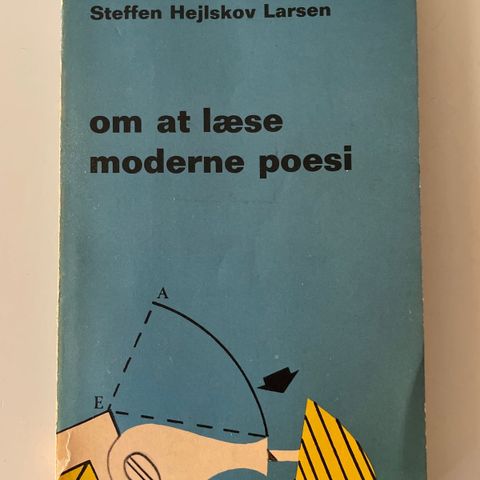 Steffen Hejlskov Larsen
om at læse
moderne poesi
A
E